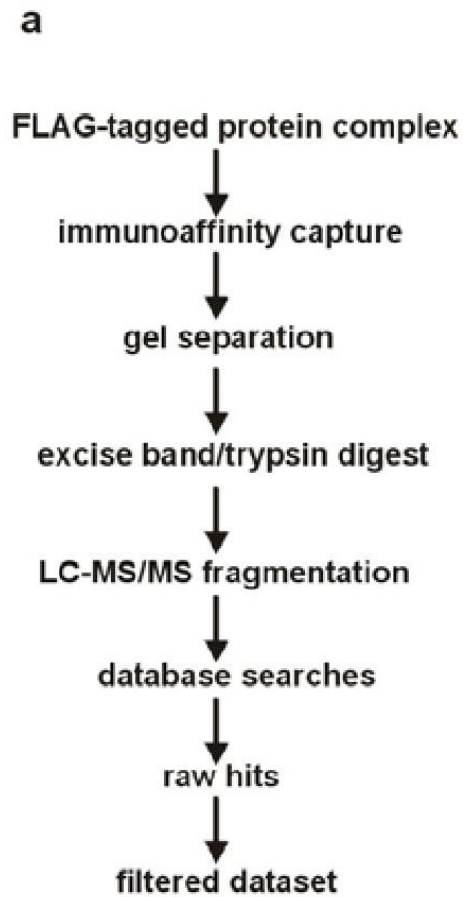 a
FLAG-tagged protein complex
immunoaffinity capture
gel separation
excise band/trypsin digest
LC-MS/MS fragmentation
database searches
raw hits
filtered dataset